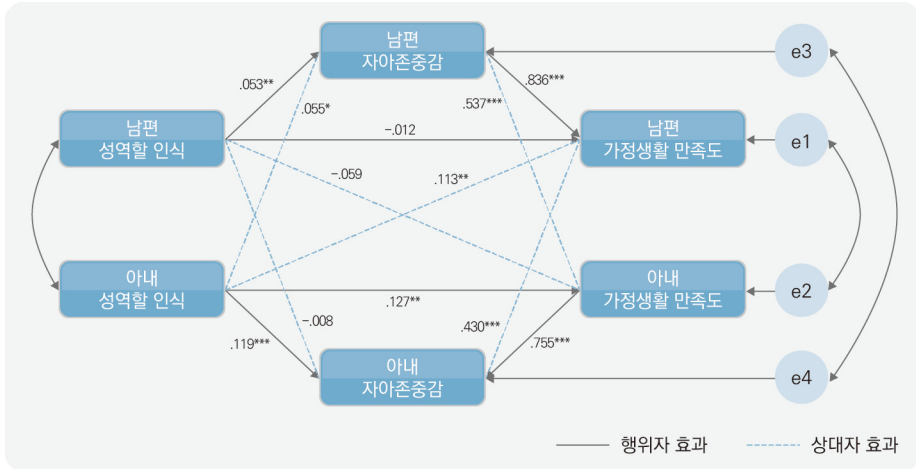 남편
자아존중감
e3
.053**
.055*
.836***
.537***
남편
성역할 인식
-.012
남편
가정생활 만족도
e1
-.059
.113**
아내
성역할 인식
.127**
아내
가정생활 만족도
e2
-.008
.430***
.119***
.755***
아내
자아존중감
e4
행위자 효과
상대자 효과